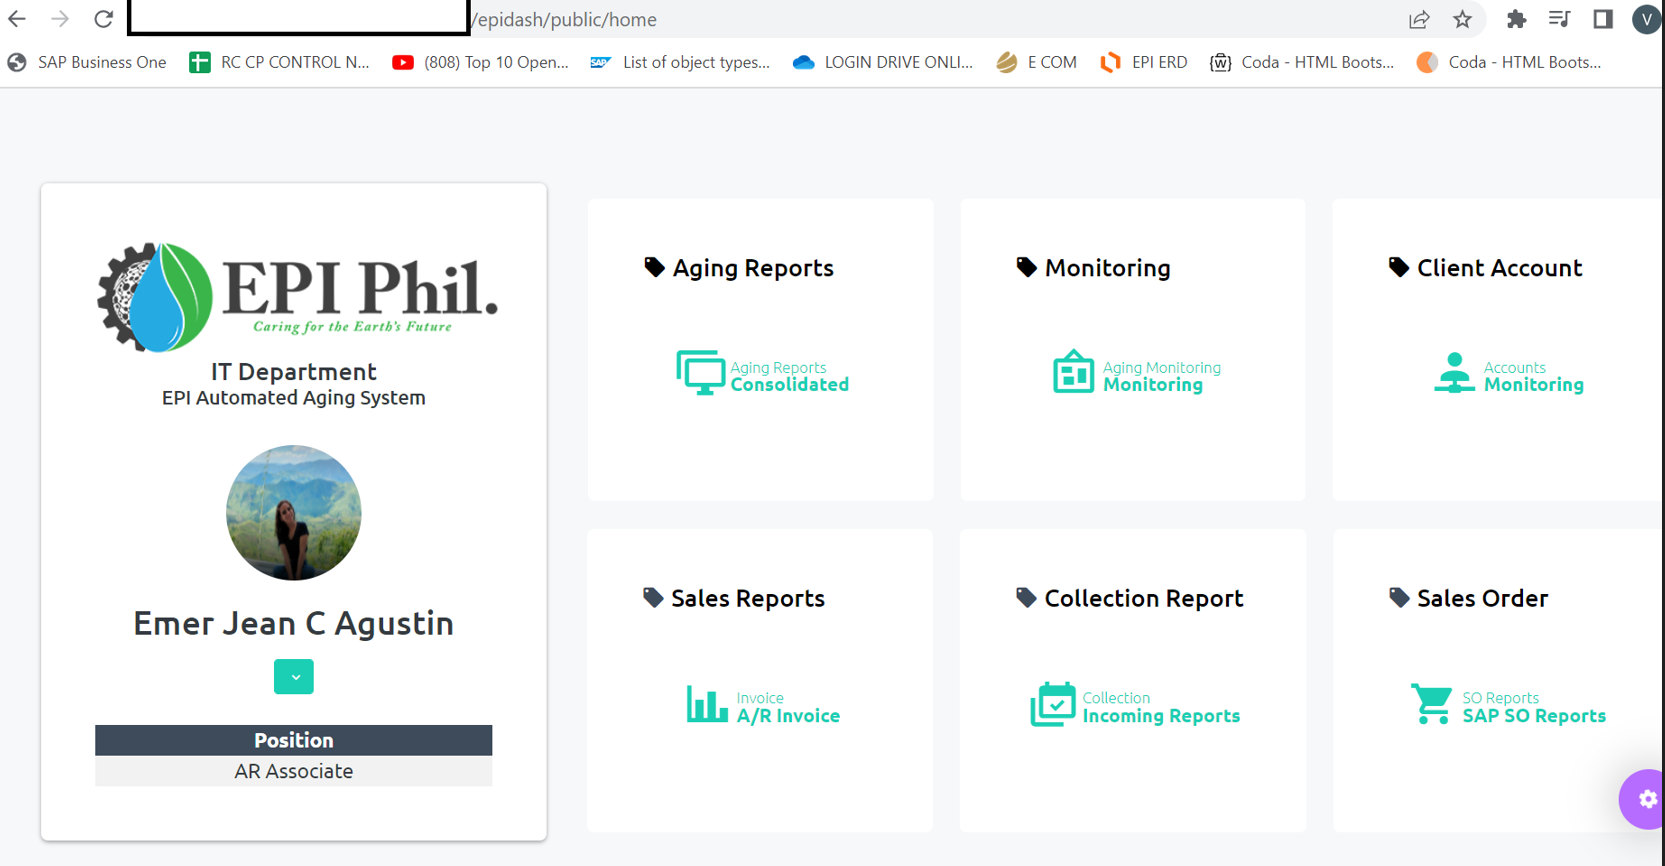 /epidash/public/home
V
SAP Business One
RC CP CONTROL N...
(808) Top 10 Open...
SAP
List of object types...
LOGIN DRIVE ONLI...
E COM
EPI ERD
W
Coda - HTML Boots...
Coda - HTML Boots...
EPI Phil.
Caring for the Earth's Future
IT Department
EPI Automated Aging System
Emer Jean C Agustin
Position
AR Associate
Aging Reports
Aging Reports
Consolidated
Monitoring
Aging Monitoring
Monitoring
Client Account
Accounts
Monitoring
Sales Reports
Invoice
A/R Invoice
Collection Report
Collection
Incoming Reports
Sales Order
SO Reports
SAP SO Reports